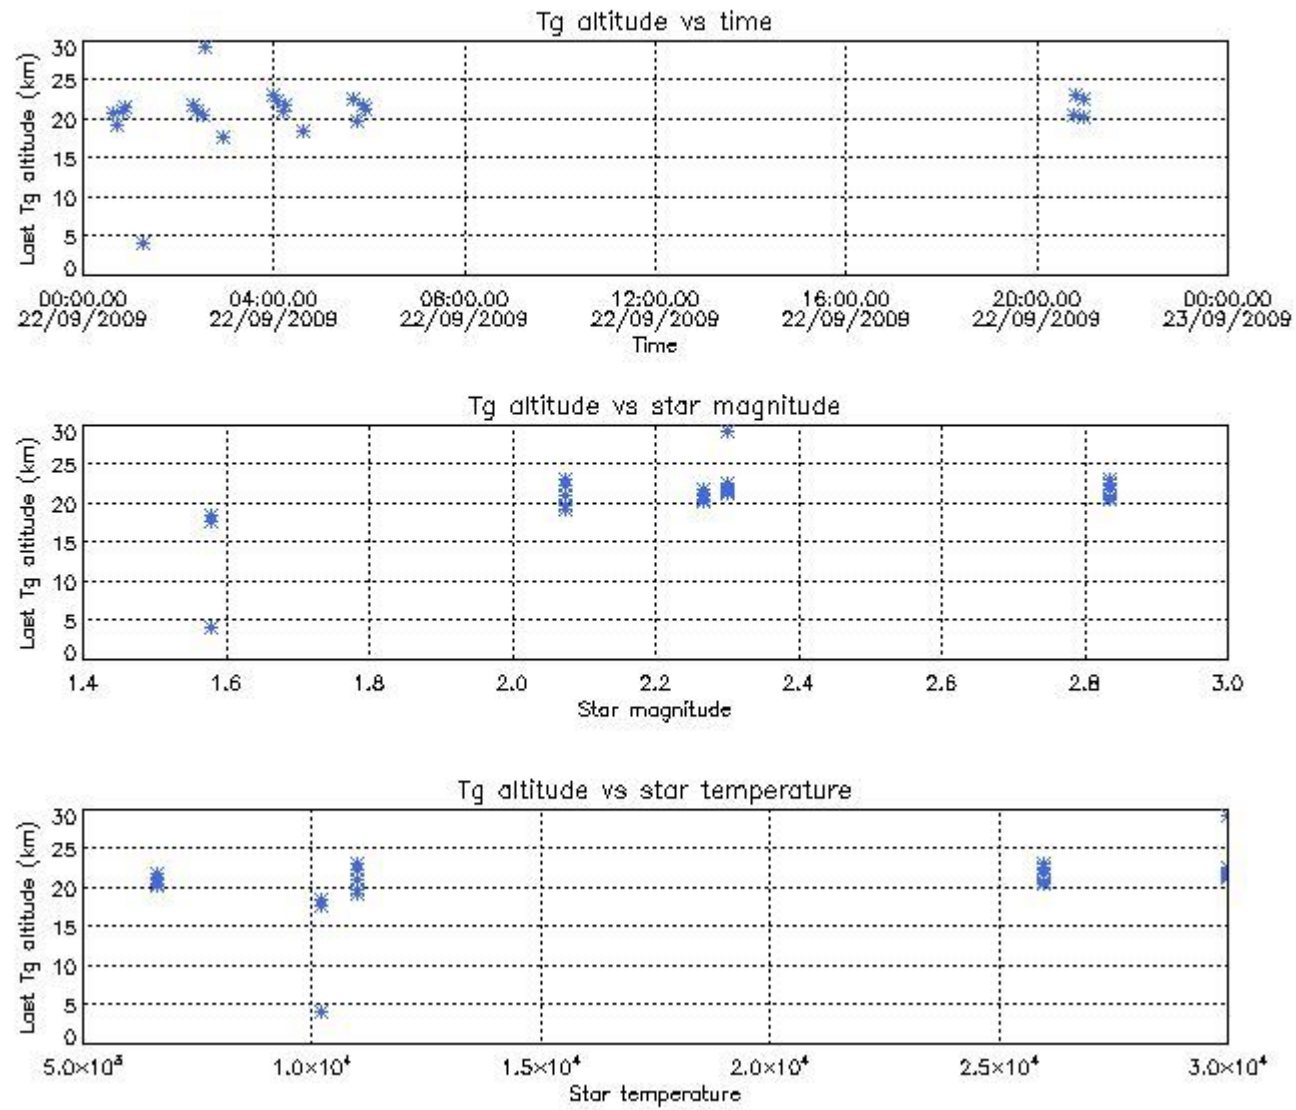 Tg altitude vs time
Last Tg altitude (km)
30
25
20
15
10
5
0
00:00.00 04:00.00 08:00.00 12:00.00 16:00.00 20:00.00 00:00.00
22/09/2009 22/09/2009 22/09/2009 22/09/2009 22/09/2009 22/09/2009 23/09/2009
Time
Tg altitude vs star magnitude
Last Tg altitude (km)
30
25
20
15
10
5
0
1.4 1.6 1.8 2.0 2.2 2.4 2.6 2.8 3.0
Star magnitude
Tg altitude vs star temperature
Last Tg altitude (km)
30
25
20
15
10
5
0
5.0×10³ 1.0×10⁴ 1.5×10⁴ 2.0×10⁴ 2.5×10⁴ 3.0×10⁴
Star temperature